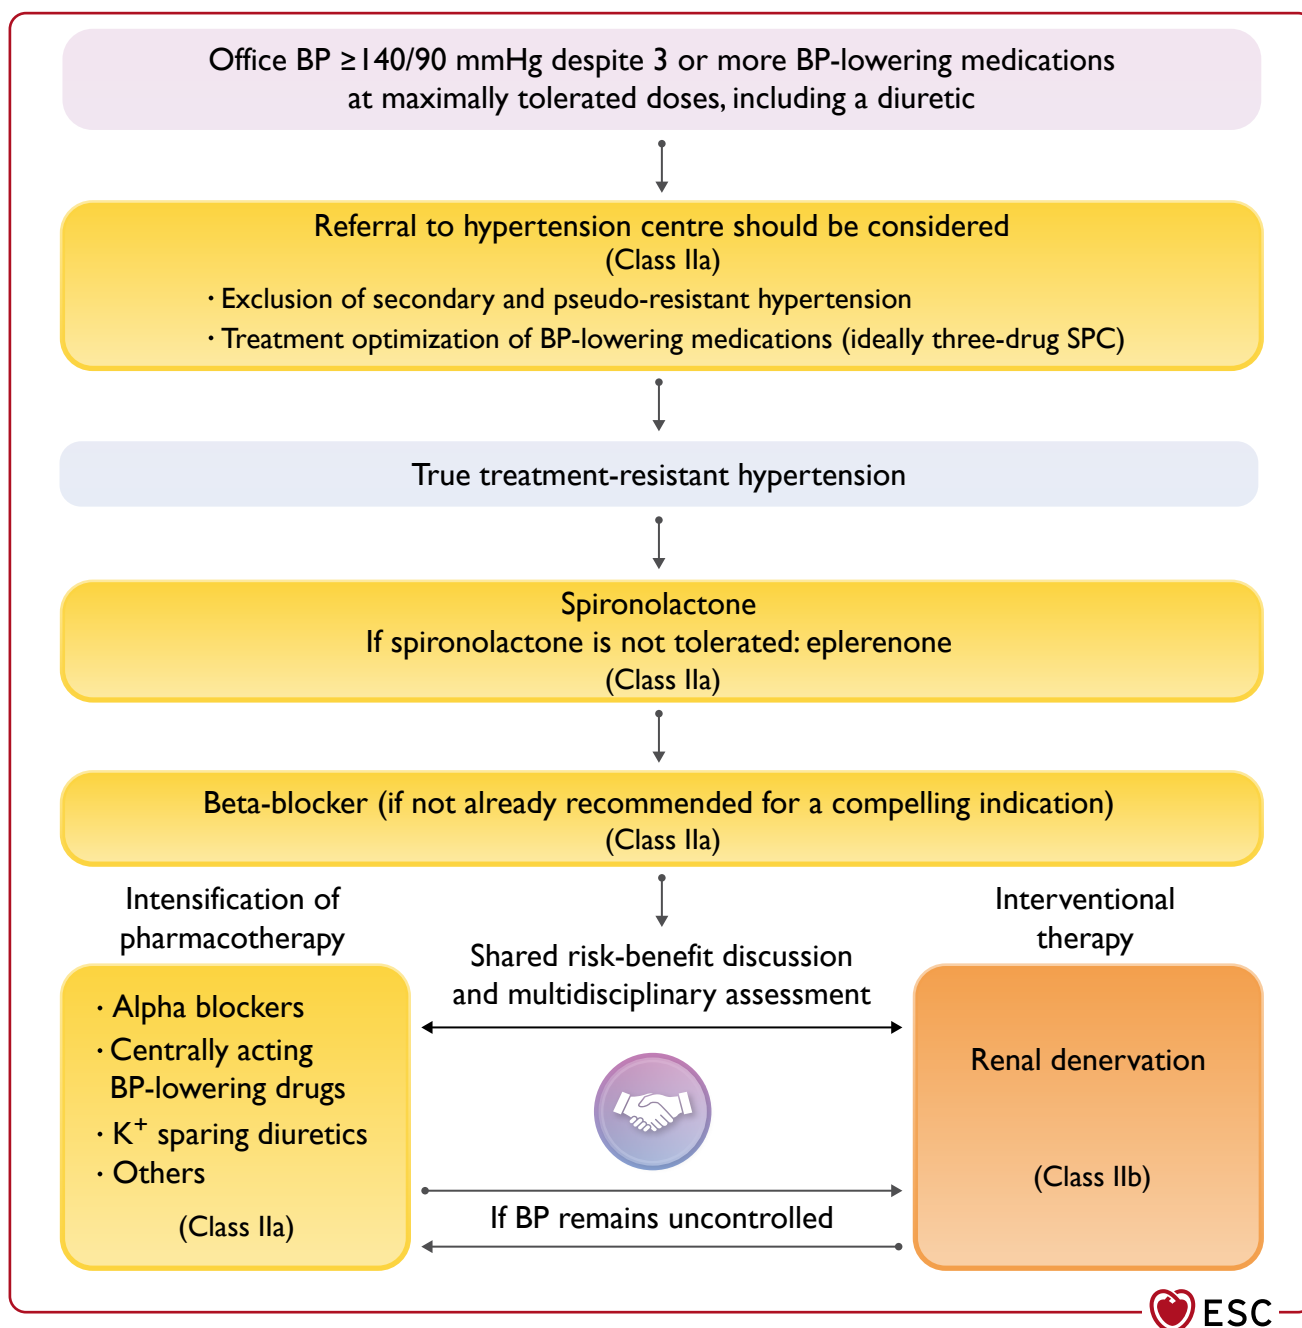 Office BP ≥140/90 mmHg despite 3 or more BP-lowering medications
at maximally tolerated doses, including a diuretic
Referral to hypertension centre should be considered
(Class IIa)
· Exclusion of secondary and pseudo-resistant hypertension
· Treatment optimization of BP-lowering medications (ideally three-drug SPC)
True treatment-resistant hypertension
Spironolactone
If spironolactone is not tolerated: eplerenone
(Class IIa)
Beta-blocker (if not already recommended for a compelling indication)
(Class IIa)
Intensification of
pharmacotherapy
· Alpha blockers
· Centrally acting
BP-lowering drugs
· K⁺ sparing diuretics
· Others
(Class IIa)
Shared risk-benefit discussion
and multidisciplinary assessment
If BP remains uncontrolled
Interventional
therapy
Renal denervation
(Class IIb)
ESC